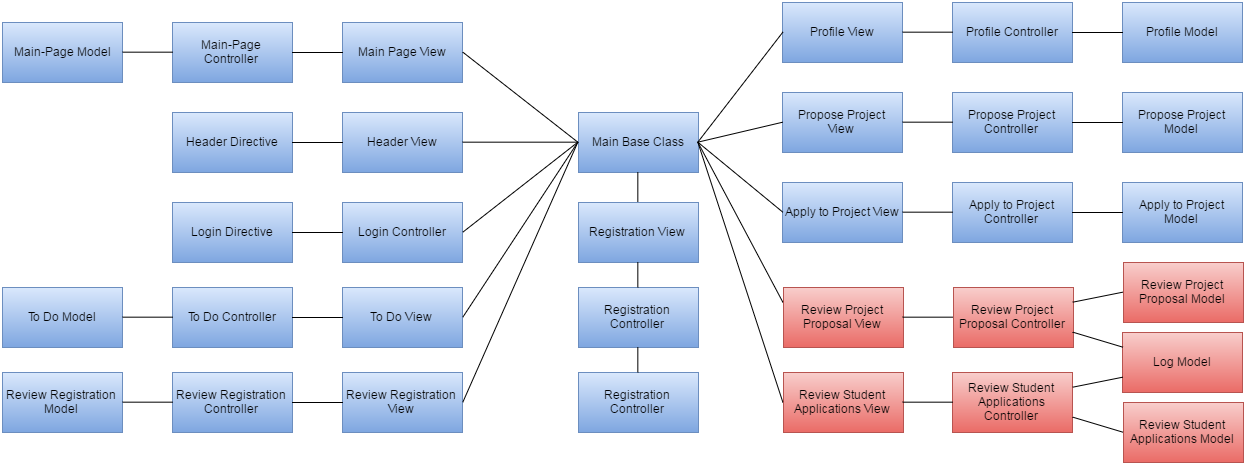 Main-Page Model
Main-Page
Controller
Main Page View
Header Directive
Header View
Login Directive
Login Controller
To Do Model
To Do Controller
To Do View
Review Registration
Model
Review Registration
Controller
Review Registration
View
Main Base Class
Registration View
Registration
Controller
Registration
Controller
Profile View
Profile Controller
Profile Model
Propose Project
View
Propose Project
Controller
Propose Project
Model
Apply to Project View
Apply to Project
Controller
Apply to Project
Model
Review Project
Proposal View
Review Project
Proposal Controller
Review Project
Proposal Model
Log Model
Review Student
Applications View
Review Student
Applications
Controller
Review Student
Applications Model